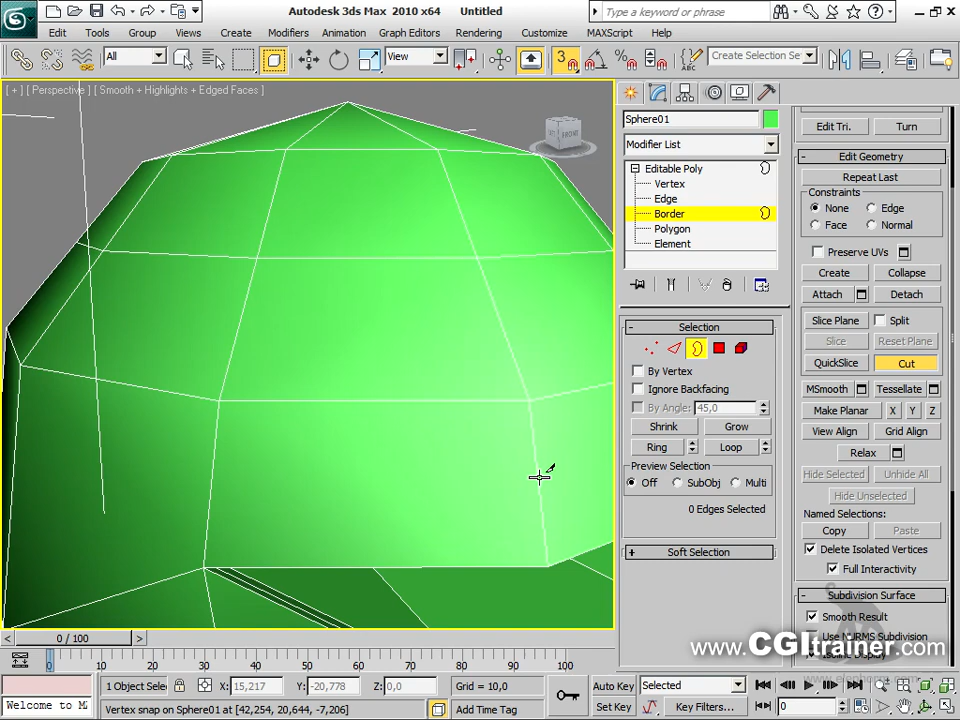 Autodesk 3ds Max 2010 x64 Untitled
Type a keyword or phrase
Edit Tools Group Views Create Modifiers Animation Graph Editors Rendering Customize MAXScript Help
All View 3 Create Selection Se
[ + ] [ Perspective ] [ Smooth + Highlights + Edged Faces ]
FRONT
Sphere01
Modifier List
Editable Poly
Vertex
Edge
Border
Polygon
Element
Selection
By Vertex
Ignore Backfacing
By Angle: 45,0
Shrink Grow
Ring Loop
Preview Selection
Off SubObj Multi
0 Edges Selected
Soft Selection
Edit Tri. Turn
Edit Geometry
Repeat Last
Constraints
None Edge
Face Normal
Preserve UVs
Create Collapse
Attach Detach
Slice Plane Split
Slice Reset Plane
QuickSlice Cut
MSmooth Tessellate
Make Planar X Y Z
View Align Grid Align
Relax
Hide Selected Unhide All
Hide Unselected
Named Selections:
Copy Paste
Delete Isolated Vertices
Full Interactivity
Subdivision Surface
Smooth Result
Use NURMS Subdivision
Isoline Display
www.CGItrainer.com
0 / 100
0 10 20 30 40 50 60 70 80 90 100
1 Object Sele X: 15,217 Y: -20,778 Z: 0,0 Grid = 10,0 Auto Key Selected
Welcome to M
Vertex snap on Sphere01 at [42,254, 20,644, -7,206] Add Time Tag Set Key Key Filters... 0